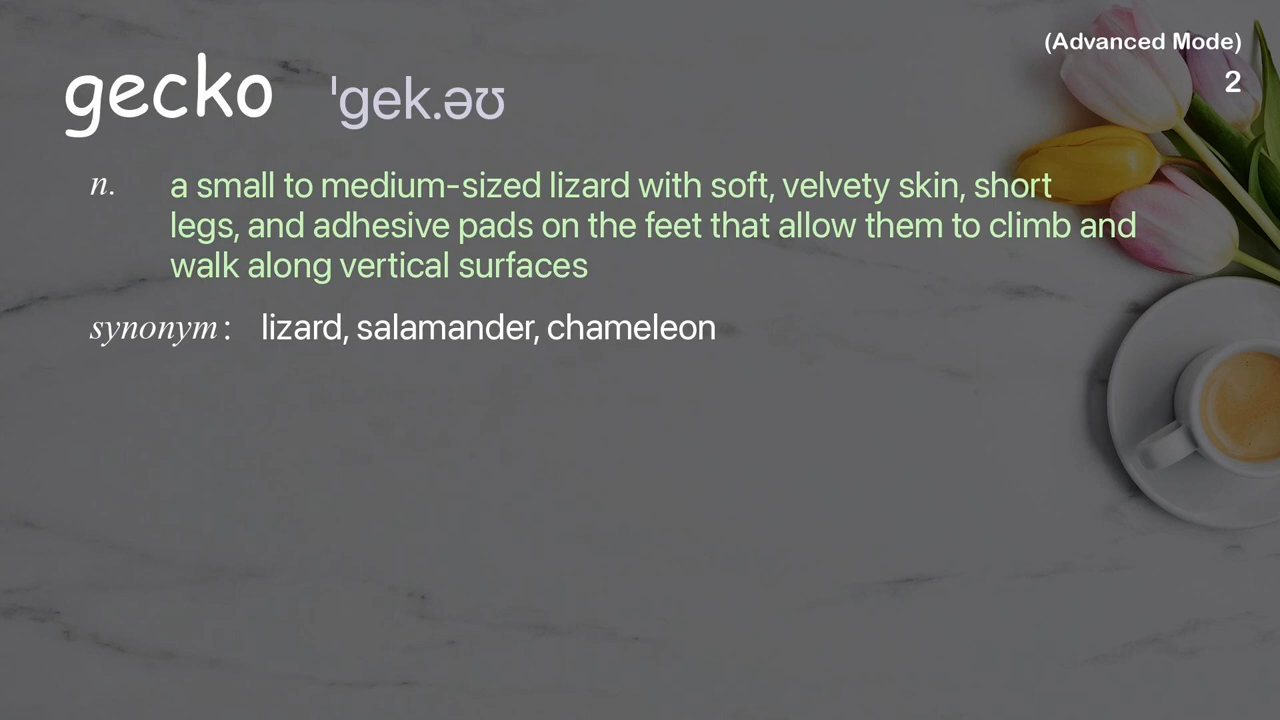 (Advanced Mode)
2
gecko ˈgek.əʊ
n. a small to medium-sized lizard with soft, velvety skin, short
legs, and adhesive pads on the feet that allow them to climb and
walk along vertical surfaces
synonym: lizard, salamander, chameleon